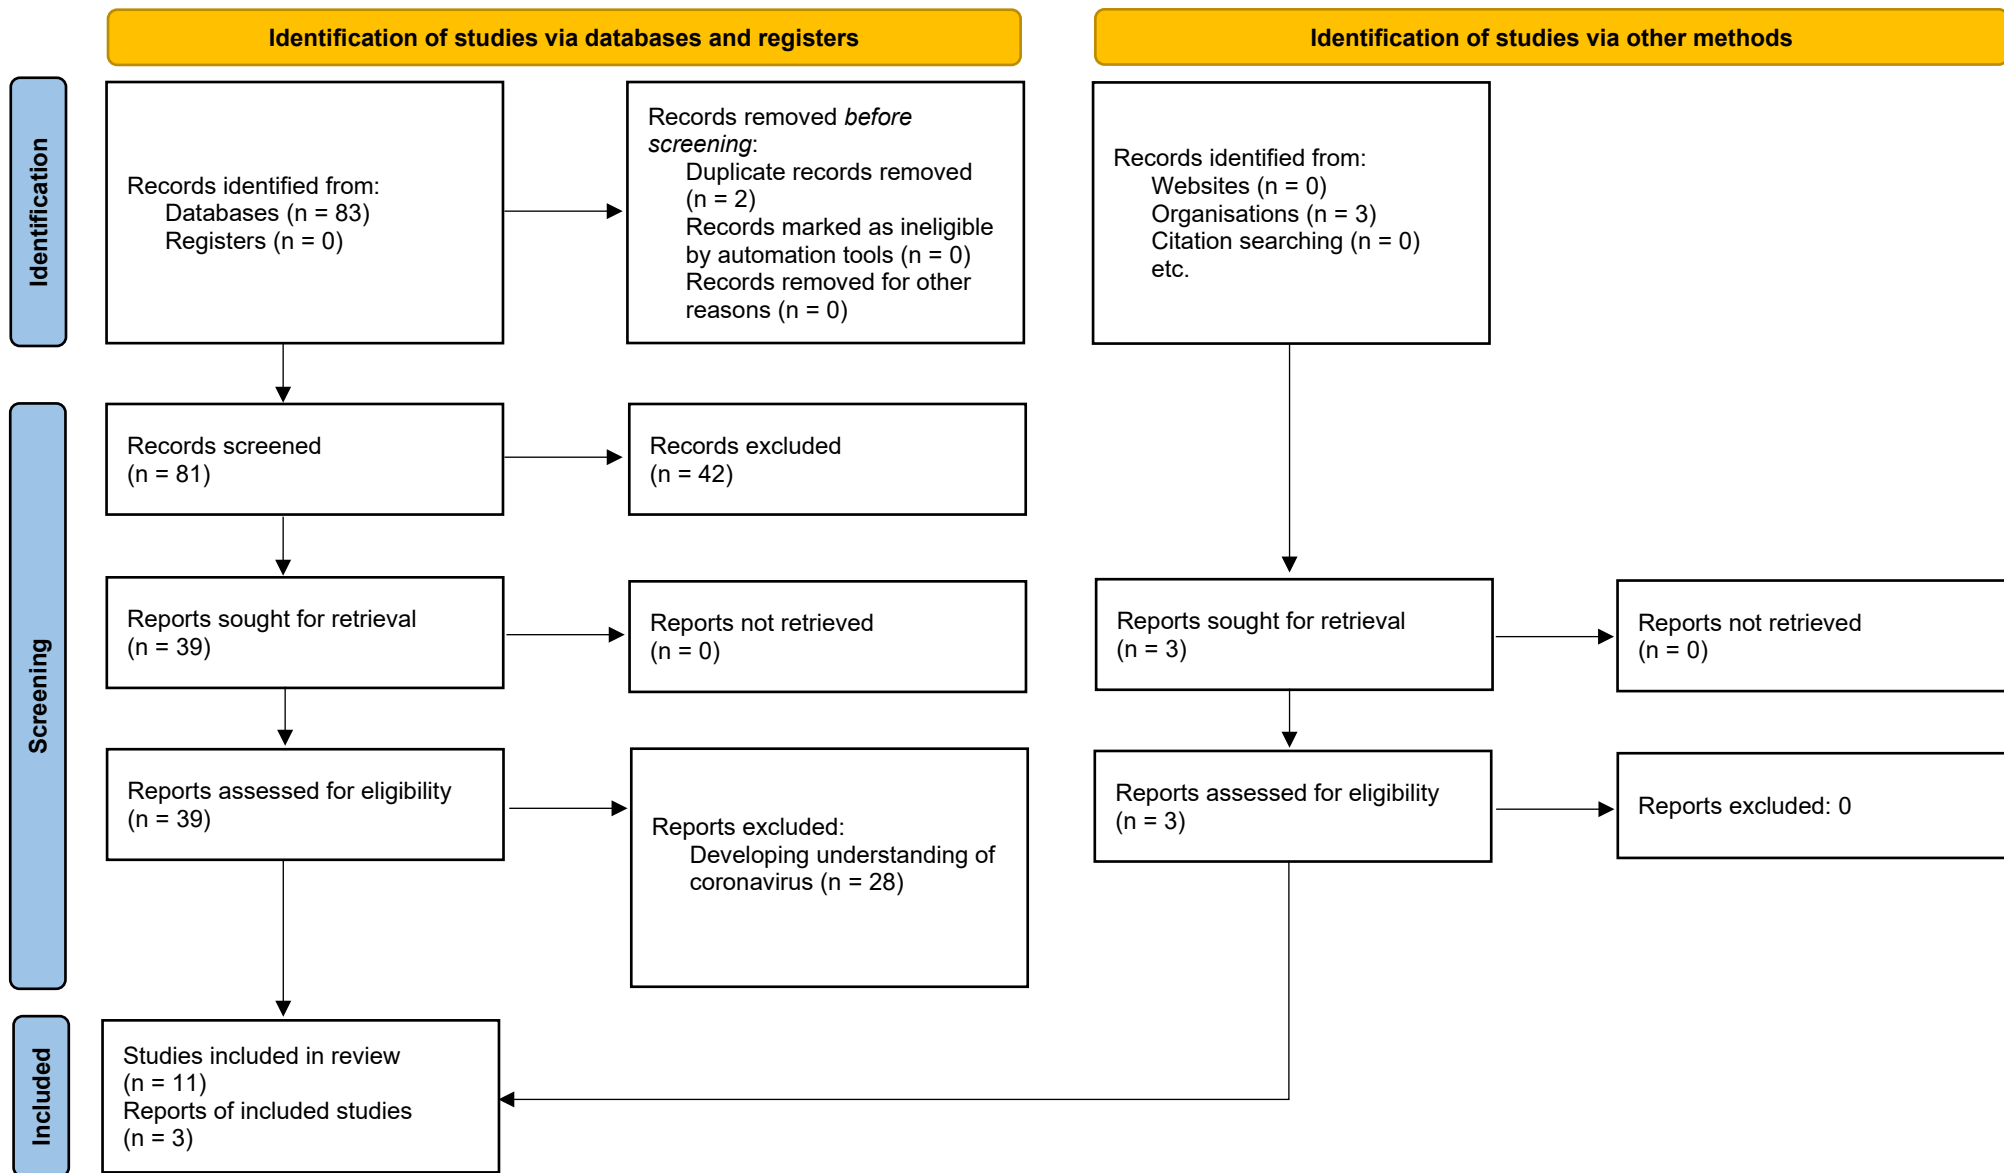 Identification of studies via databases and registers
Identification of studies via other methods
Identification
Records identified from:
Databases (n = 83)
Registers (n = 0)
Records removed before
screening:
Duplicate records removed
(n = 2)
Records marked as ineligible
by automation tools (n = 0)
Records removed for other
reasons (n = 0)
Records identified from:
Websites (n = 0)
Organisations (n = 3)
Citation searching (n = 0)
etc.
Screening
Records screened
(n = 81)
Records excluded
(n = 42)
Reports sought for retrieval
(n = 39)
Reports not retrieved
(n = 0)
Reports sought for retrieval
(n = 3)
Reports not retrieved
(n = 0)
Reports assessed for eligibility
(n = 39)
Reports excluded:
Developing understanding of
coronavirus (n = 28)
Reports assessed for eligibility
(n = 3)
Reports excluded: 0
Included
Studies included in review
(n = 11)
Reports of included studies
(n = 3)